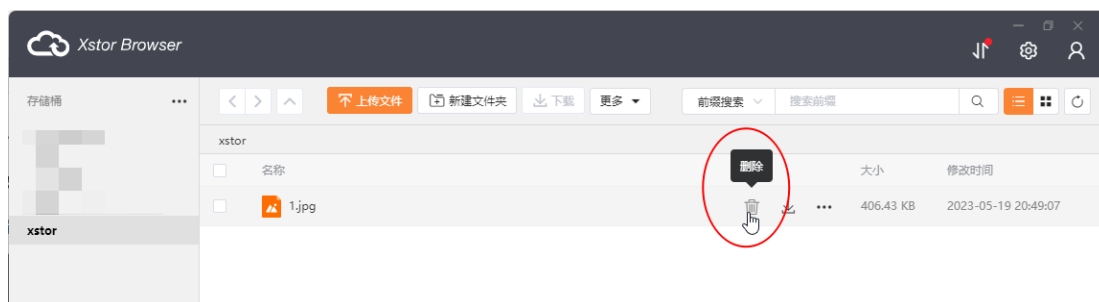 Xstor Browser
存储桶
上传文件 新建文件夹 下载 更多 前缀搜索 搜索前缀
xstor
名称 删除 大小 修改时间
1.jpg 406.43 KB 2023-05-19 20:49:07
xstor